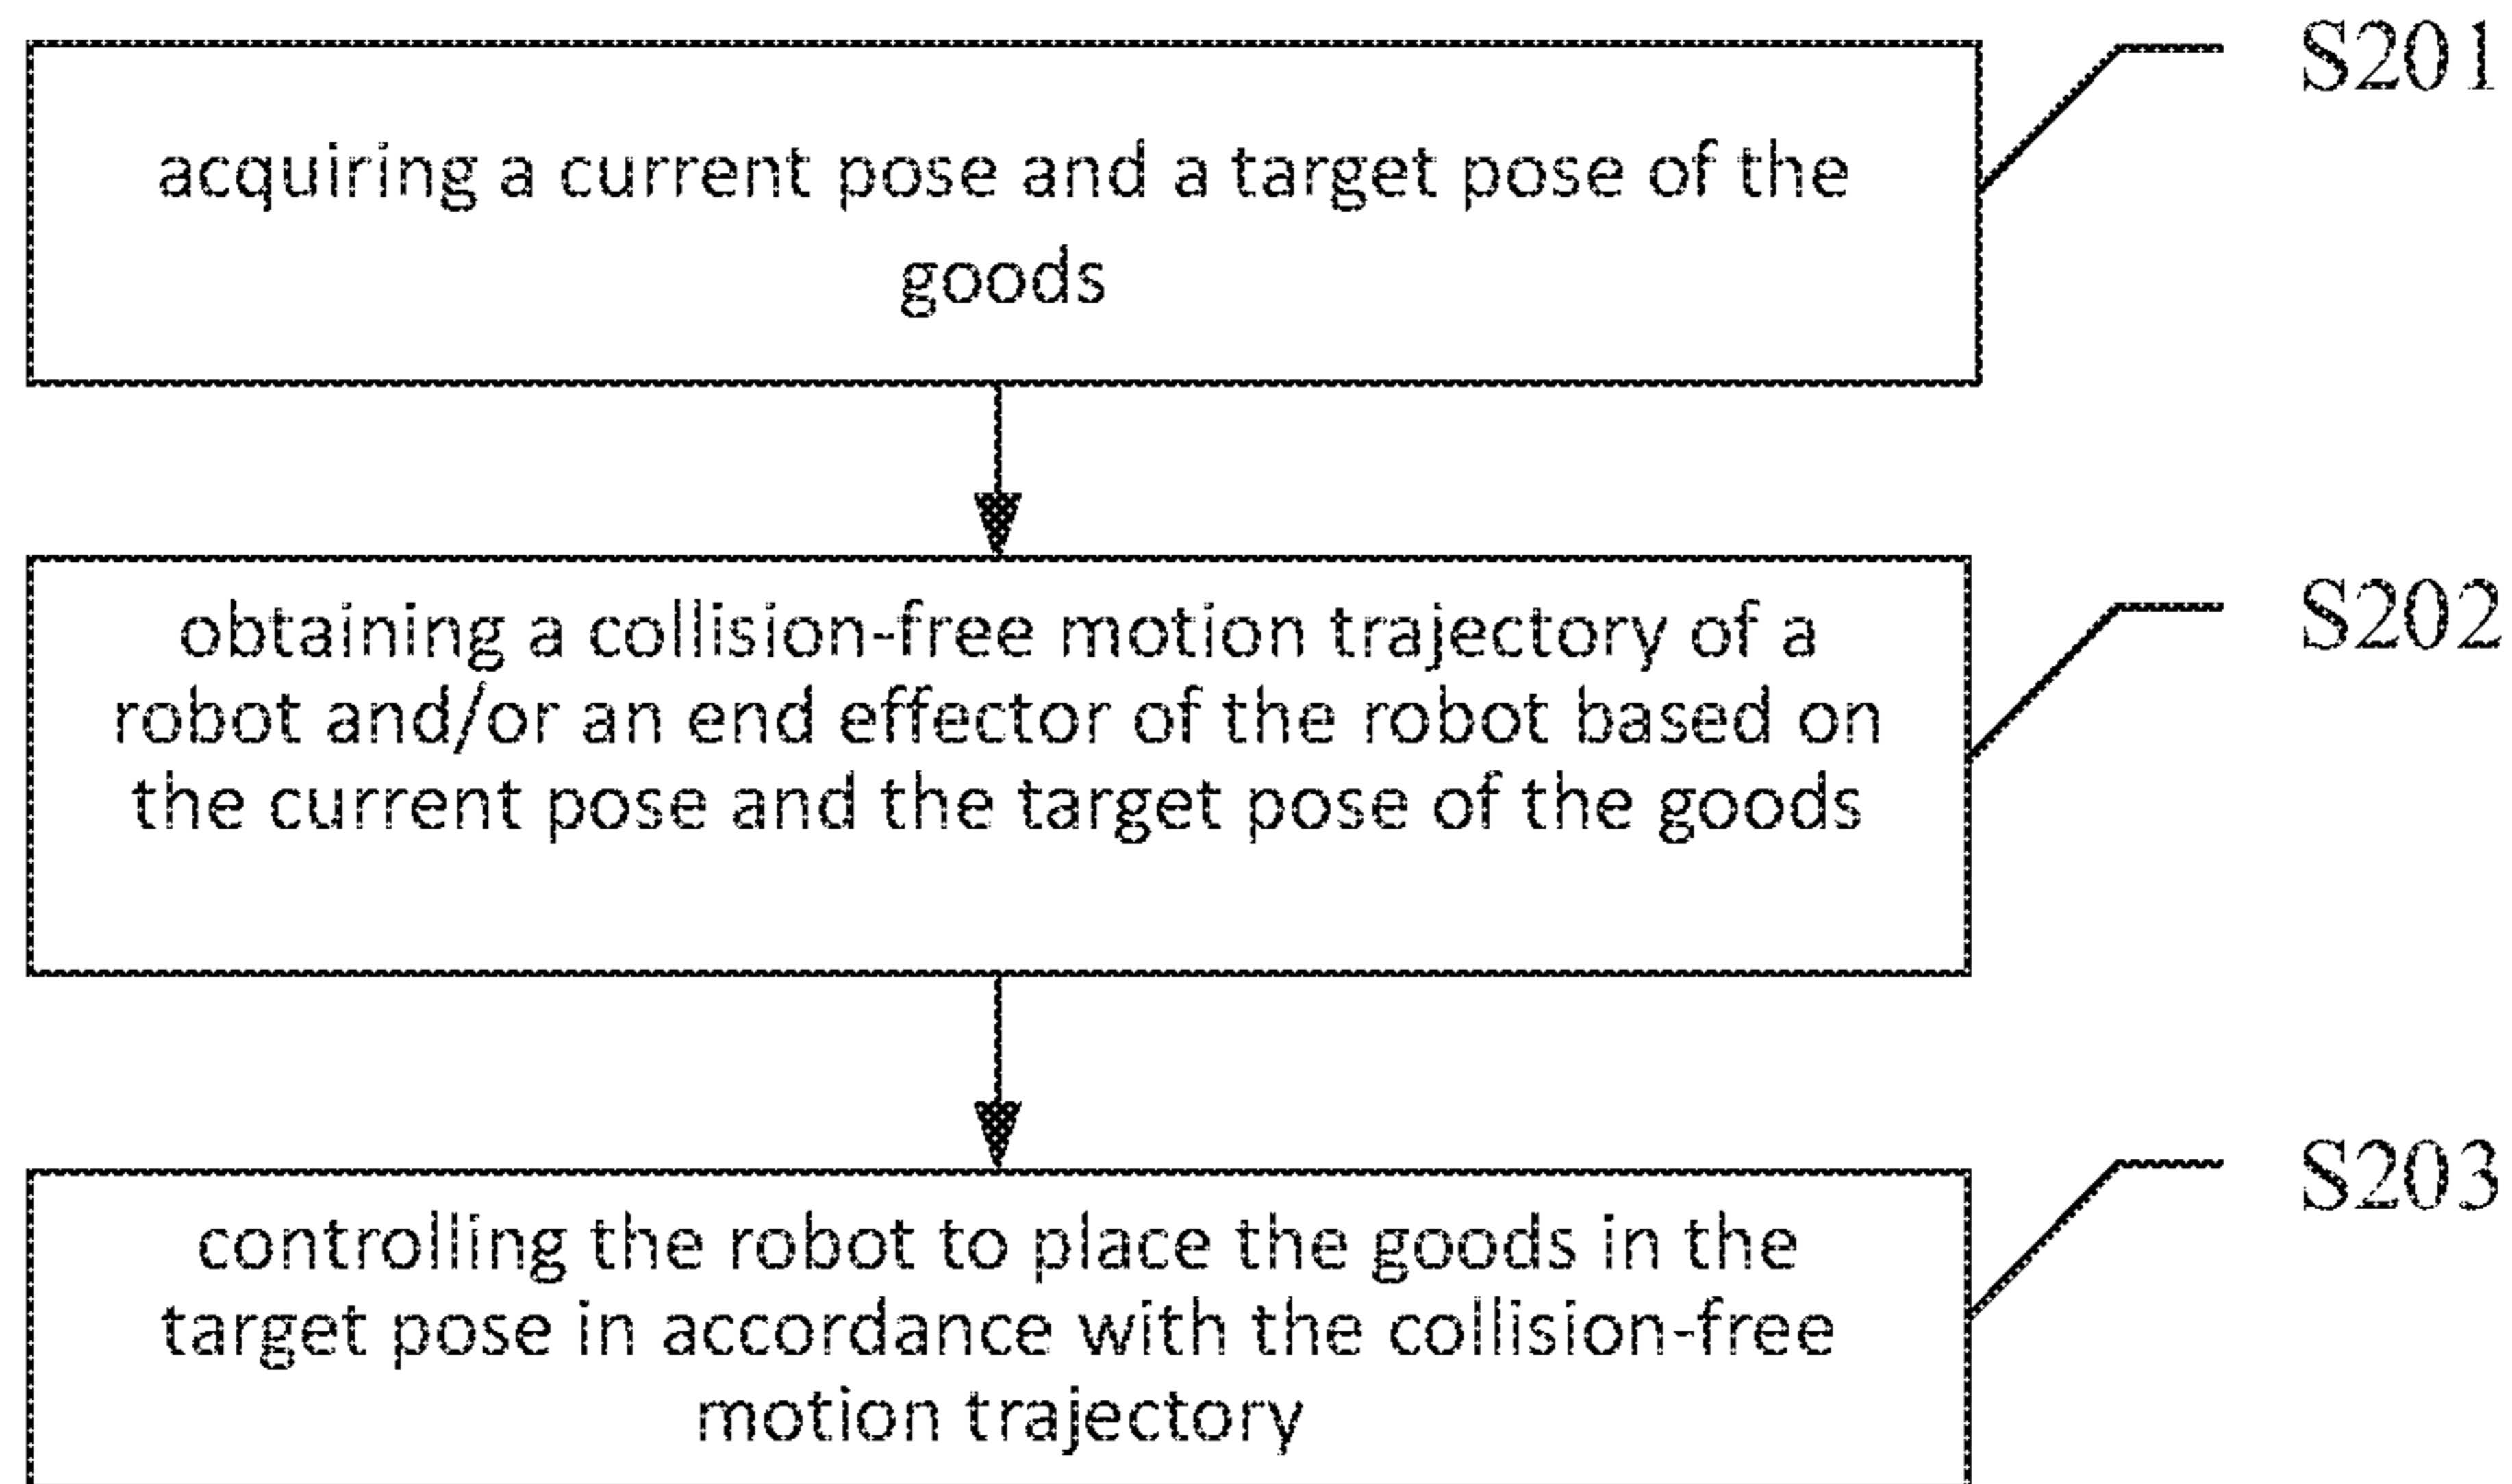 S201
acquiring a current pose and a target pose of the
goods
S202
obtaining a collision-free motion trajectory of a
robot and/or an end effector of the robot based on
the current pose and the target pose of the goods
S203
controlling the robot to place the goods in the
target pose in accordance with the collision-free
motion trajectory